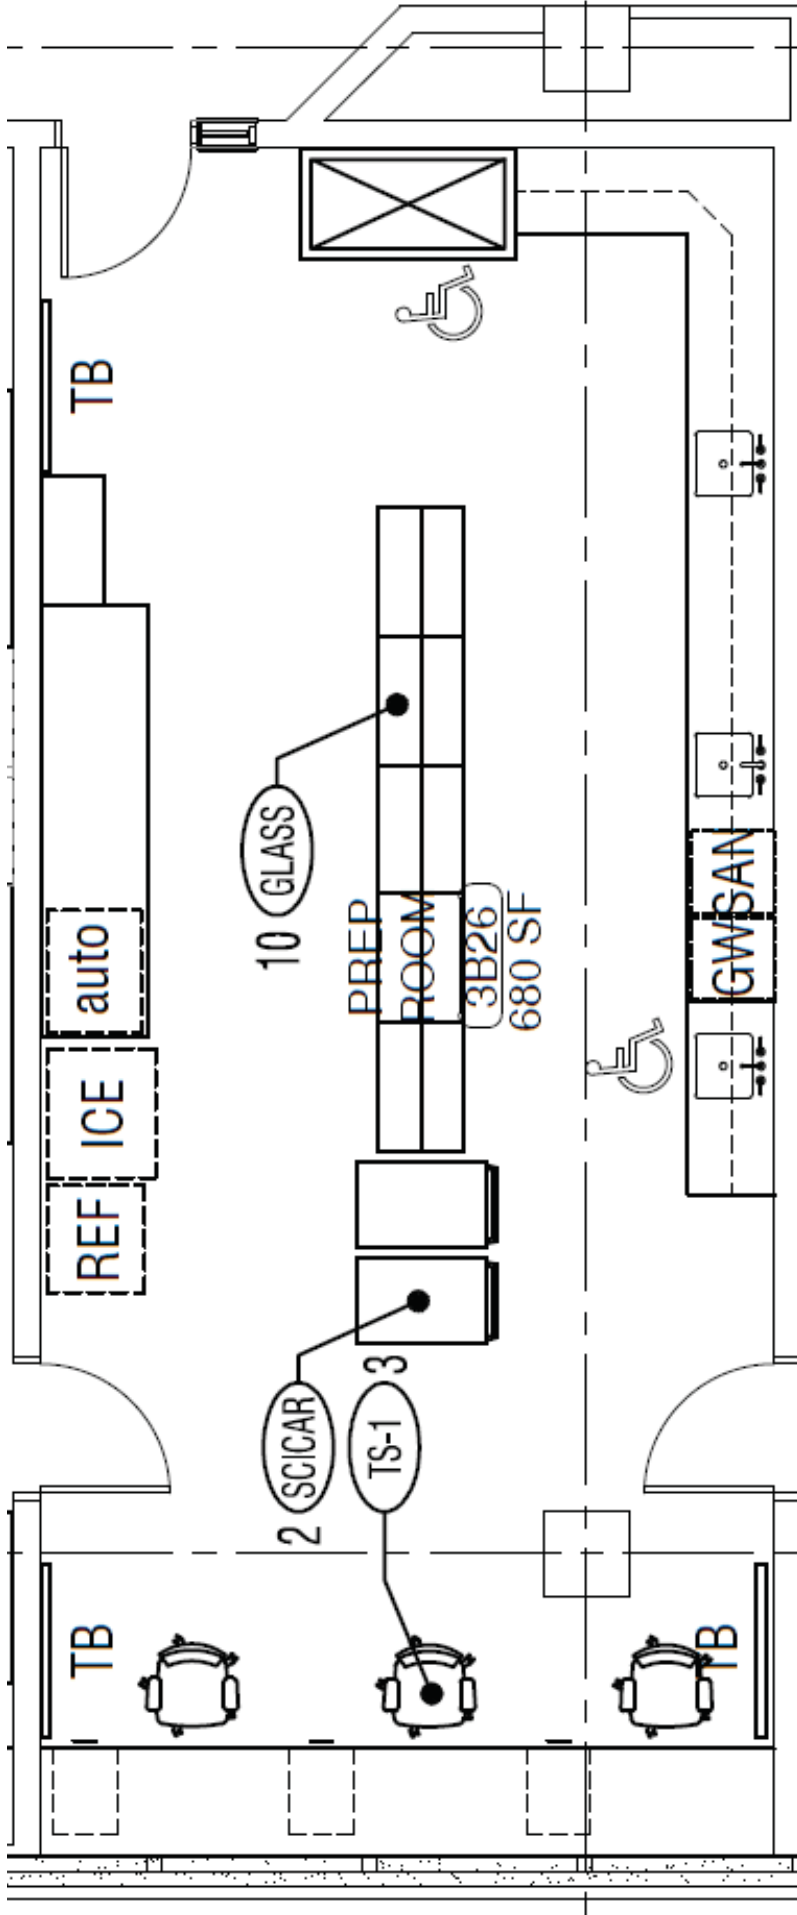 TB
10 GLASS
PREP
ROOM
3B26
680 SF
auto
ICE
REF
GWSAN
2 SCICAR
TS-1 3
TB
TB